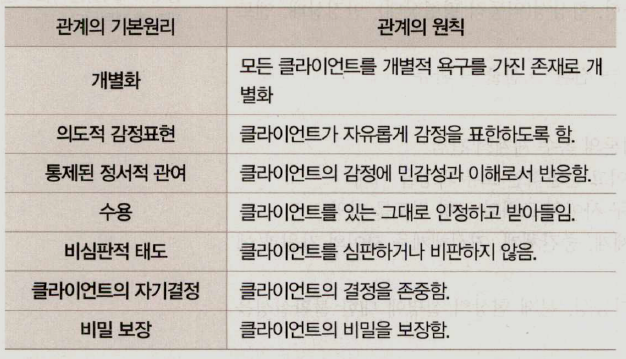 관계의 기본원리 관계의 원칙
개별화 모든 클라이언트를 개별적 욕구를 가진 존재로 개
별화
의도적 감정표현 클라이언트가 자유롭게 감정을 표한하도록 함.
통제된 정서적 관여 클라이언트의 감정에 민감성과 이해로서 반응함.
수용 클라이언트를 있는 그대로 인정하고 받아들임.
비심판적 태도 클라이언트를 심판하거나 비판하지 않음.
클라이언트의 자기결정 클라이언트의 결정을 존중함.
비밀 보장 클라이언트의 비밀을 보장함.